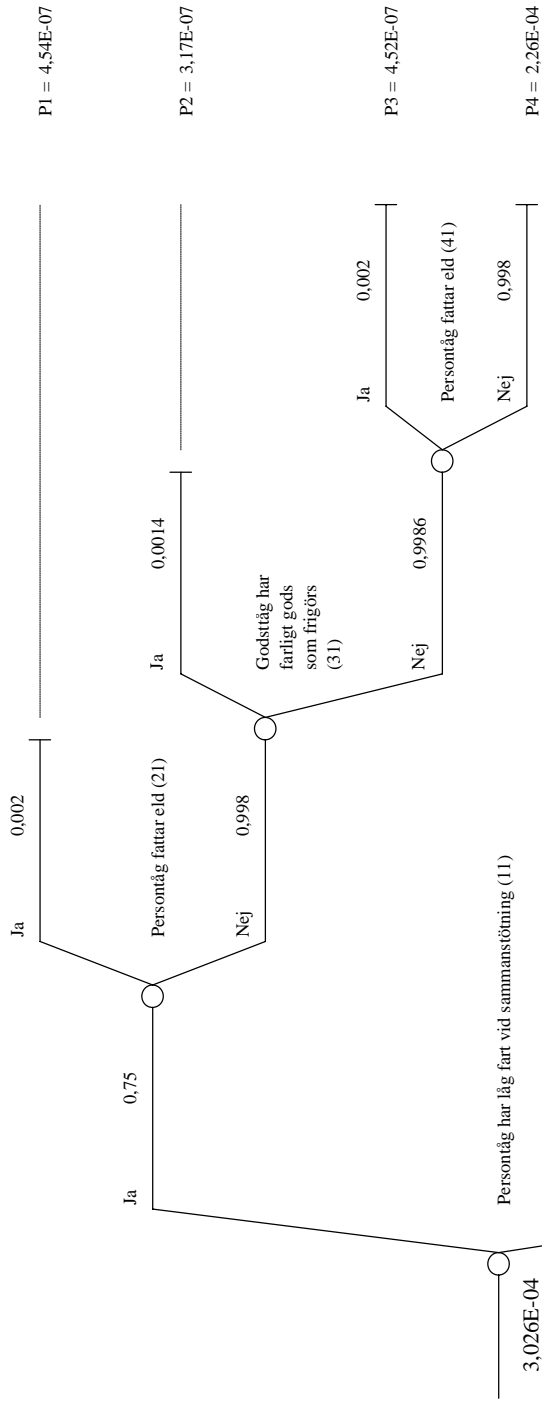 3,026E-04
Persontåg har låg fart vid sammanstötning (11)
Ja
0,75
Persontåg fattar eld (21)
Ja
0,002
P1 = 4,54E-07
Nej
0,998
Godståg har
farligt gods
som frigörs
(31)
Ja
0,0014
P2 = 3,17E-07
Nej
0,9986
Persontåg fattar eld (41)
Ja
0,002
P3 = 4,52E-07
Nej
0,998
P4 = 2,26E-04